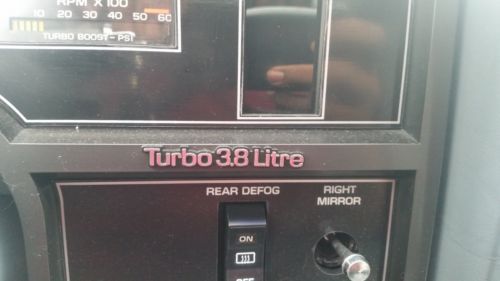 RPM X 100
10 20 30 40 50 60
TURBO BOOST-PSI
Turbo 3.8 Litre
REAR DEFOG
RIGHT
MIRROR
ON
OFF